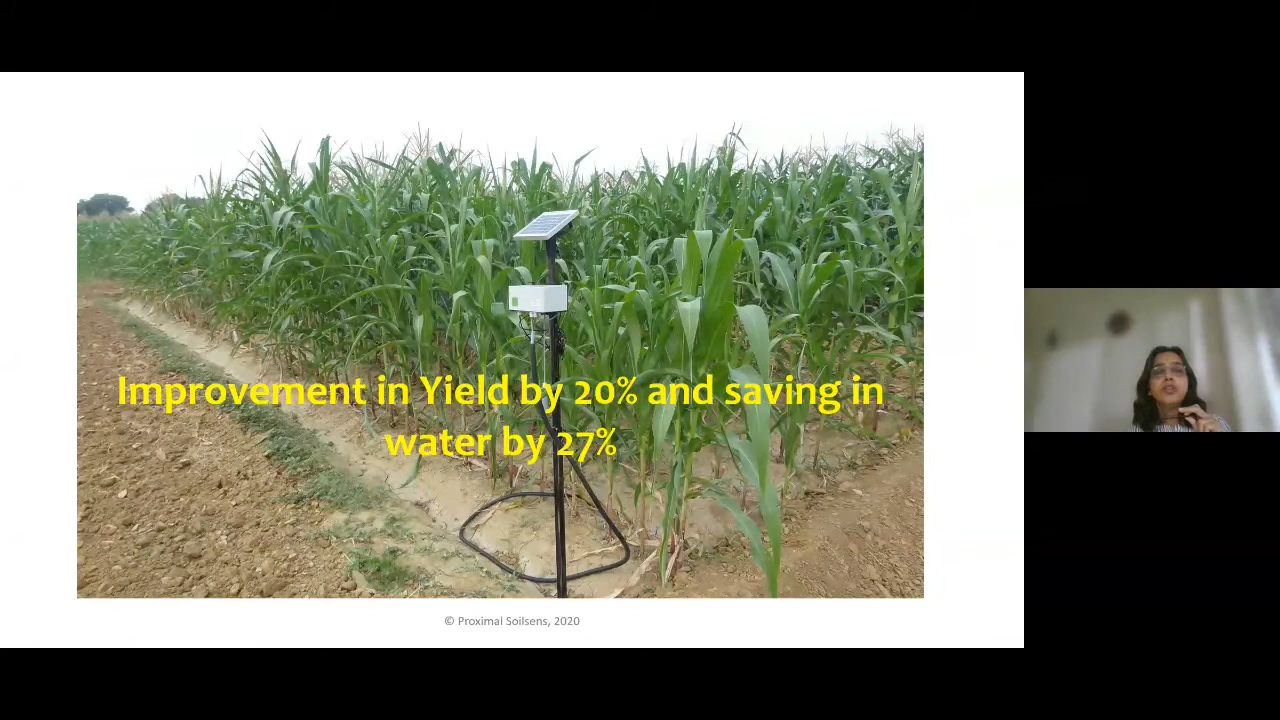 Improvement in Yield by 20% and saving in
water by 27%
© Proximal Soilsens, 2020